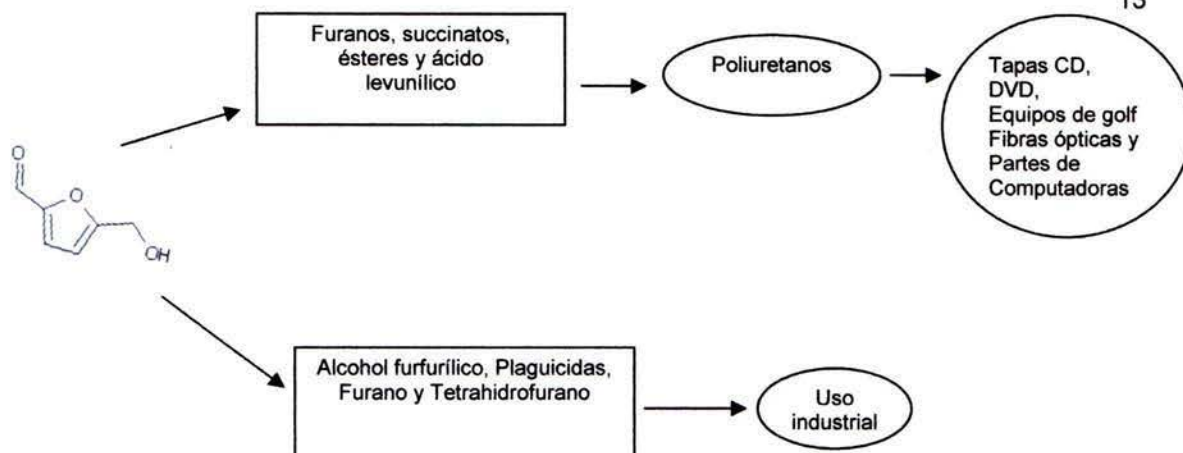 13
Furanos, succinatos,
ésteres y ácido
levunílico
Poliuretanos
Tapas CD,
DVD,
Equipos de golf
Fibras ópticas y
Partes de
Computadoras
O
O
OH
Alcohol furfurílico, Plaguicidas,
Furano y Tetrahidrofurano
Uso
industrial